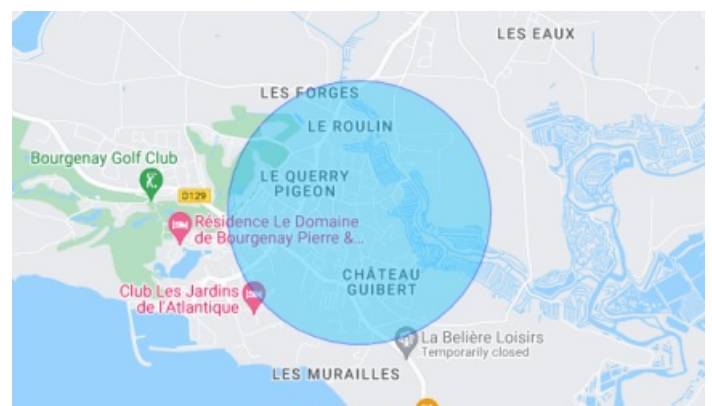 LES EAUX
LES FORGES
LE ROULIN
Bourgenay Golf Club
LE QUERRY
PIGEON
D129
Résidence Le Domaine
de Bourgenay Pierre &...
CHÂTEAU
GUIBERT
Club Les Jardins
de l'Atlantique
La Belière Loisirs
Temporarily closed
LES MURAILLES